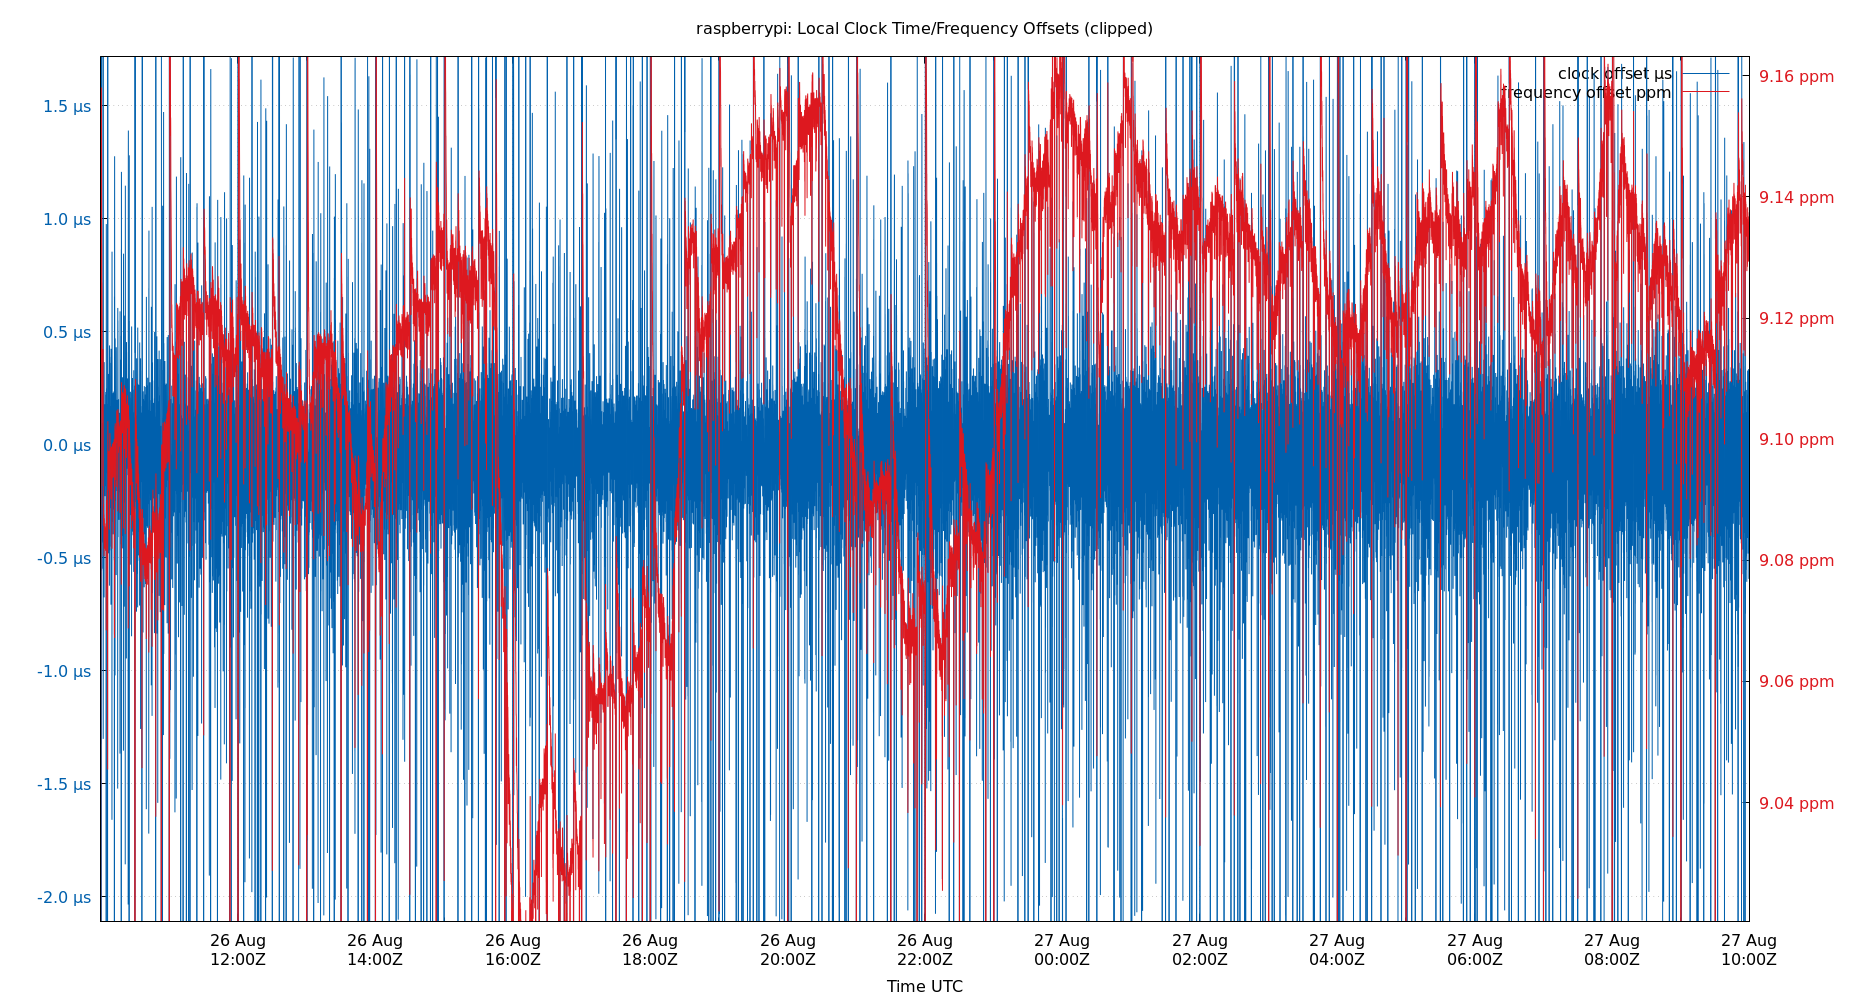 raspberrypi: Local Clock Time/Frequency Offsets (clipped)
clock offset µs
frequency offset ppm
1.5 µs
1.0 µs
0.5 µs
0.0 µs
-0.5 µs
-1.0 µs
-1.5 µs
-2.0 µs
9.16 ppm
9.14 ppm
9.12 ppm
9.10 ppm
9.08 ppm
9.06 ppm
9.04 ppm
26 Aug 26 Aug 26 Aug 26 Aug 26 Aug 26 Aug 27 Aug 27 Aug 27 Aug 27 Aug 27 Aug 27 Aug
12:00Z 14:00Z 16:00Z 18:00Z 20:00Z 22:00Z 00:00Z 02:00Z 04:00Z 06:00Z 08:00Z 10:00Z
Time UTC